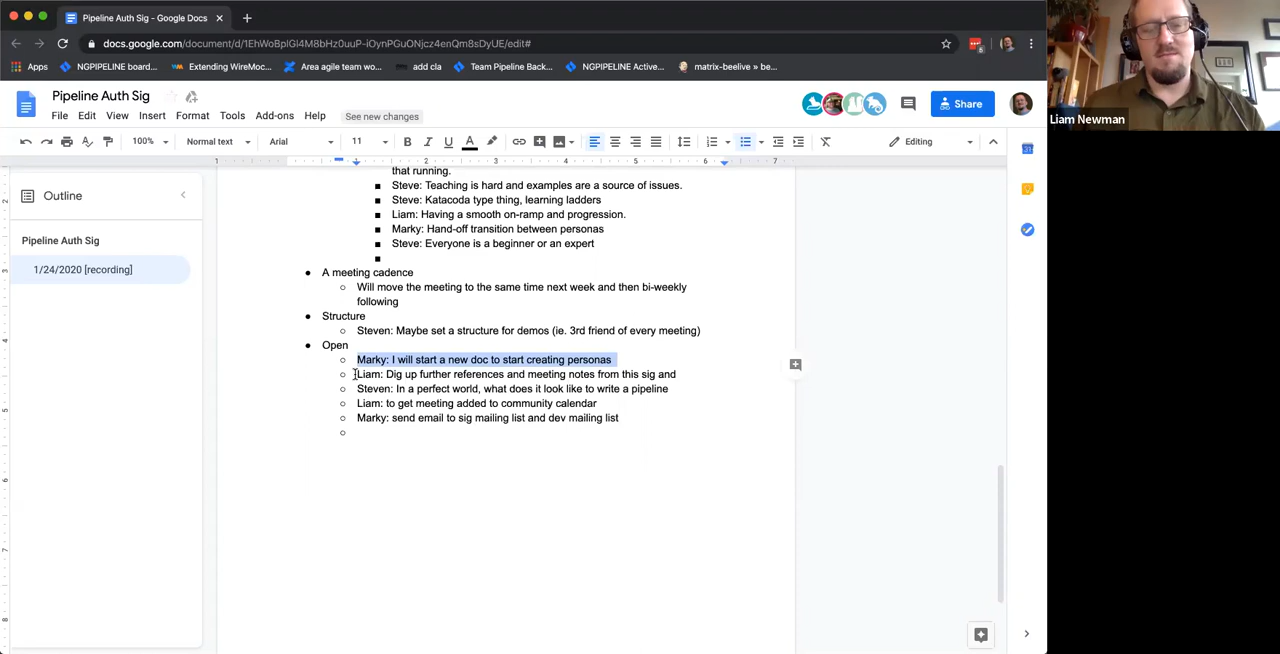 Pipeline Auth Sig - Google Docs
docs.google.com/document/d/1EhWoBpIGl4M8bHz0uuP-iOynPGuONjcz4enQm8sDyUE/edit#
Apps NGPIPELINE board... Extending WireMoc... Area agile team wo... add cla Team Pipeline Back... NGPIPELINE Active... matrix-beelive » be...
Liam Newman
Pipeline Auth Sig
File Edit View Insert Format Tools Add-ons Help See new changes
Share
100% Normal text Arial 11 B I U A Editing
1 1 2 3 4 5 6 7
Outline
Pipeline Auth Sig
1/24/2020 [recording]
that running.
Steve: Teaching is hard and examples are a source of issues.
Steve: Katacoda type thing, learning ladders
Liam: Having a smooth on-ramp and progression.
Marky: Hand-off transition between personas
Steve: Everyone is a beginner or an expert
A meeting cadence
Will move the meeting to the same time next week and then bi-weekly
following
Structure
Steven: Maybe set a structure for demos (ie. 3rd friend of every meeting)
Open
Marky: I will start a new doc to start creating personas
Liam: Dig up further references and meeting notes from this sig and
Steven: In a perfect world, what does it look like to write a pipeline
Liam: to get meeting added to community calendar
Marky: send email to sig mailing list and dev mailing list